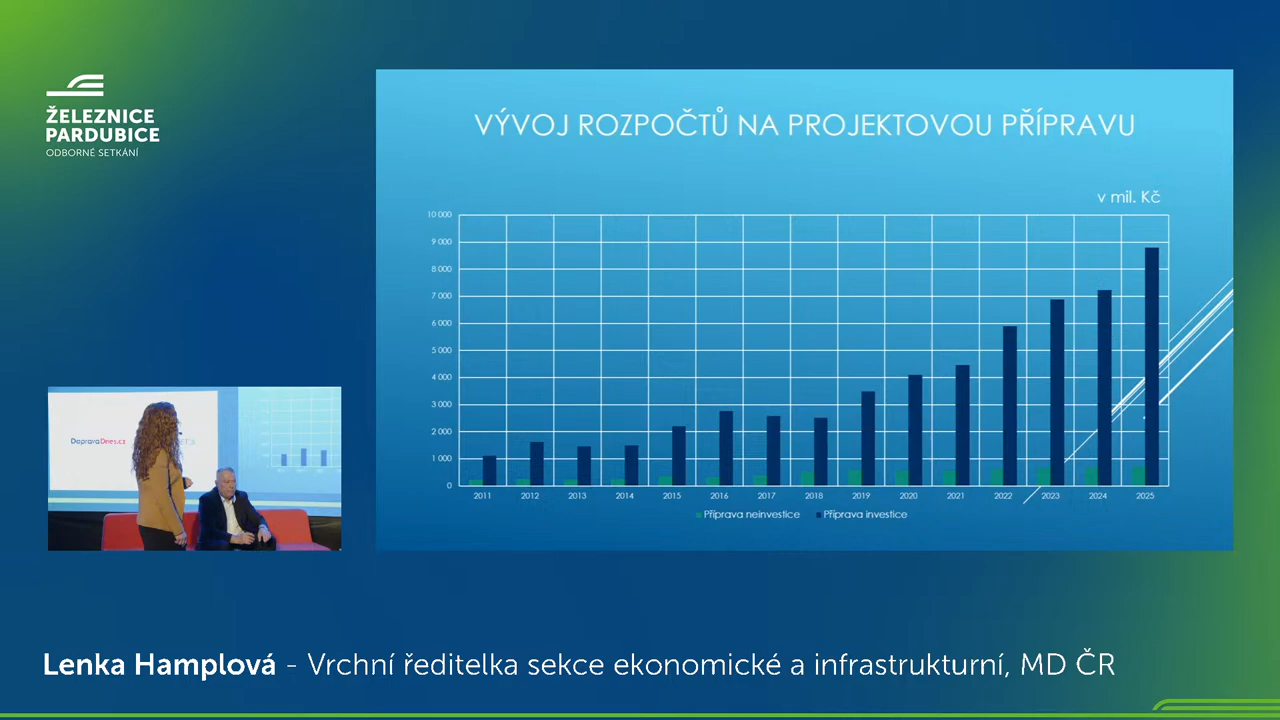 ŽELEZNICE
PARDUBICE
ODBORNÉ SETKÁNÍ
VÝVOJ ROZPOČTŮ NA PROJEKTOVOU PŘÍPRAVU
v mil. Kč
10 000
9 000
8 000
7 000
6 000
5 000
4 000
3 000
2 000
1 000
0
2011 2012 2013 2014 2015 2016 2017 2018 2019 2020 2021 2022 2023 2024 2025
Příprava neinvestice Příprava investice
DopravaDnes.cz
Lenka Hamplová - Vrchní ředitelka sekce ekonomické a infrastrukturní, MD ČR